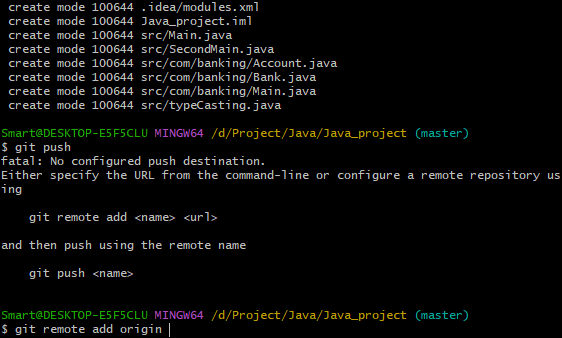 create mode 100644 .idea/modules.xml
create mode 100644 Java_project.iml
create mode 100644 src/Main.java
create mode 100644 src/SecondMain.java
create mode 100644 src/com/banking/Account.java
create mode 100644 src/com/banking/Bank.java
create mode 100644 src/com/banking/Main.java
create mode 100644 src/typeCasting.java
Smart@DESKTOP-E5F5CLU MINGW64 /d/Project/Java/Java_project (master)
$ git push
fatal: No configured push destination.
Either specify the URL from the command-line or configure a remote repository us
ing
git remote add <name> <url>
and then push using the remote name
git push <name>
Smart@DESKTOP-E5F5CLU MINGW64 /d/Project/Java/Java_project (master)
$ git remote add origin